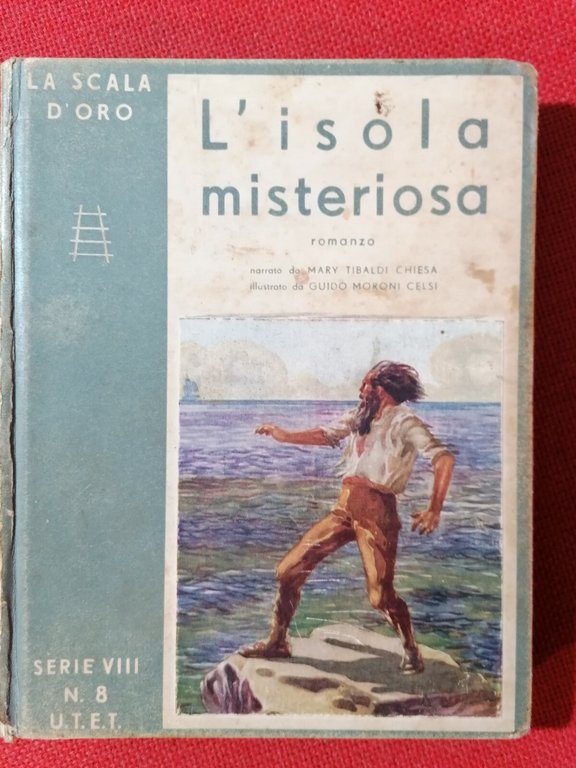 LA SCALA
D'ORO
L'isola
misteriosa
romanzo
narrato da MARY TIBALDI CHIESA
illustrato da GUIDO MORONI CELSI
SERIE VIII
N. 8
U.T.E.T.